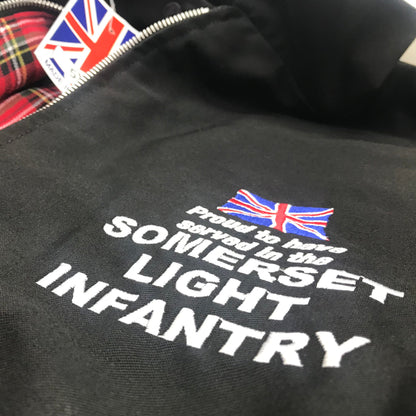 Proud to have
served in the
SOMERSET
LIGHT
INFANTRY